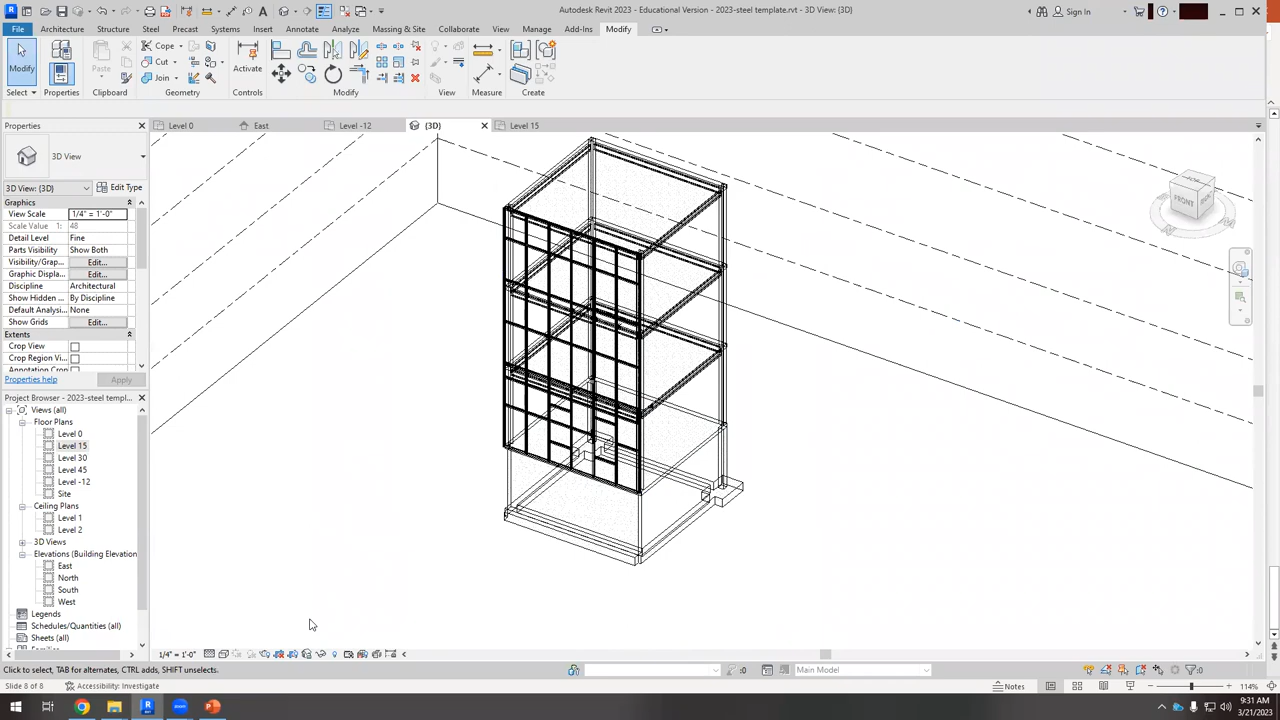 Autodesk Revit 2023 - Educational Version - 2023-steel template.rvt - 3D View: {3D}
Sign In
File Architecture Structure Steel Precast Systems Insert Annotate Analyze Massing & Site Collaborate View Manage Add-Ins Modify
Modify
Properties
Paste
Cope
Cut
Join
Activate
Select Properties Clipboard Geometry Controls Modify View Measure Create
Properties
Level 0
East
Level -12
{3D}
Level 15
3D View
3D View: {3D}
Edit Type
Graphics
View Scale 1/4" = 1'-0"
Scale Value 1: 48
Detail Level Fine
Parts Visibility Show Both
Visibility/Grap... Edit...
Graphic Displa... Edit...
Discipline Architectural
Show Hidden ... By Discipline
Default Analysi... None
Show Grids Edit...
Extents
Crop View
Crop Region Vi...
Annotation Crop
Properties help
Apply
Project Browser - 2023-steel templ...
Views (all)
Floor Plans
Level 0
Level 15
Level 30
Level 45
Level -12
Site
Ceiling Plans
Level 1
Level 2
3D Views
Elevations (Building Elevation
East
North
South
West
Legends
Schedules/Quantities (all)
Sheets (all)
FRONT
1/4" = 1'-0"
Click to select, TAB for alternates, CTRL adds, SHIFT unselects.
:0
Main Model
:0
Slide 8 of 8
Accessibility: Investigate
Notes
114%
9:31 AM
3/21/2023